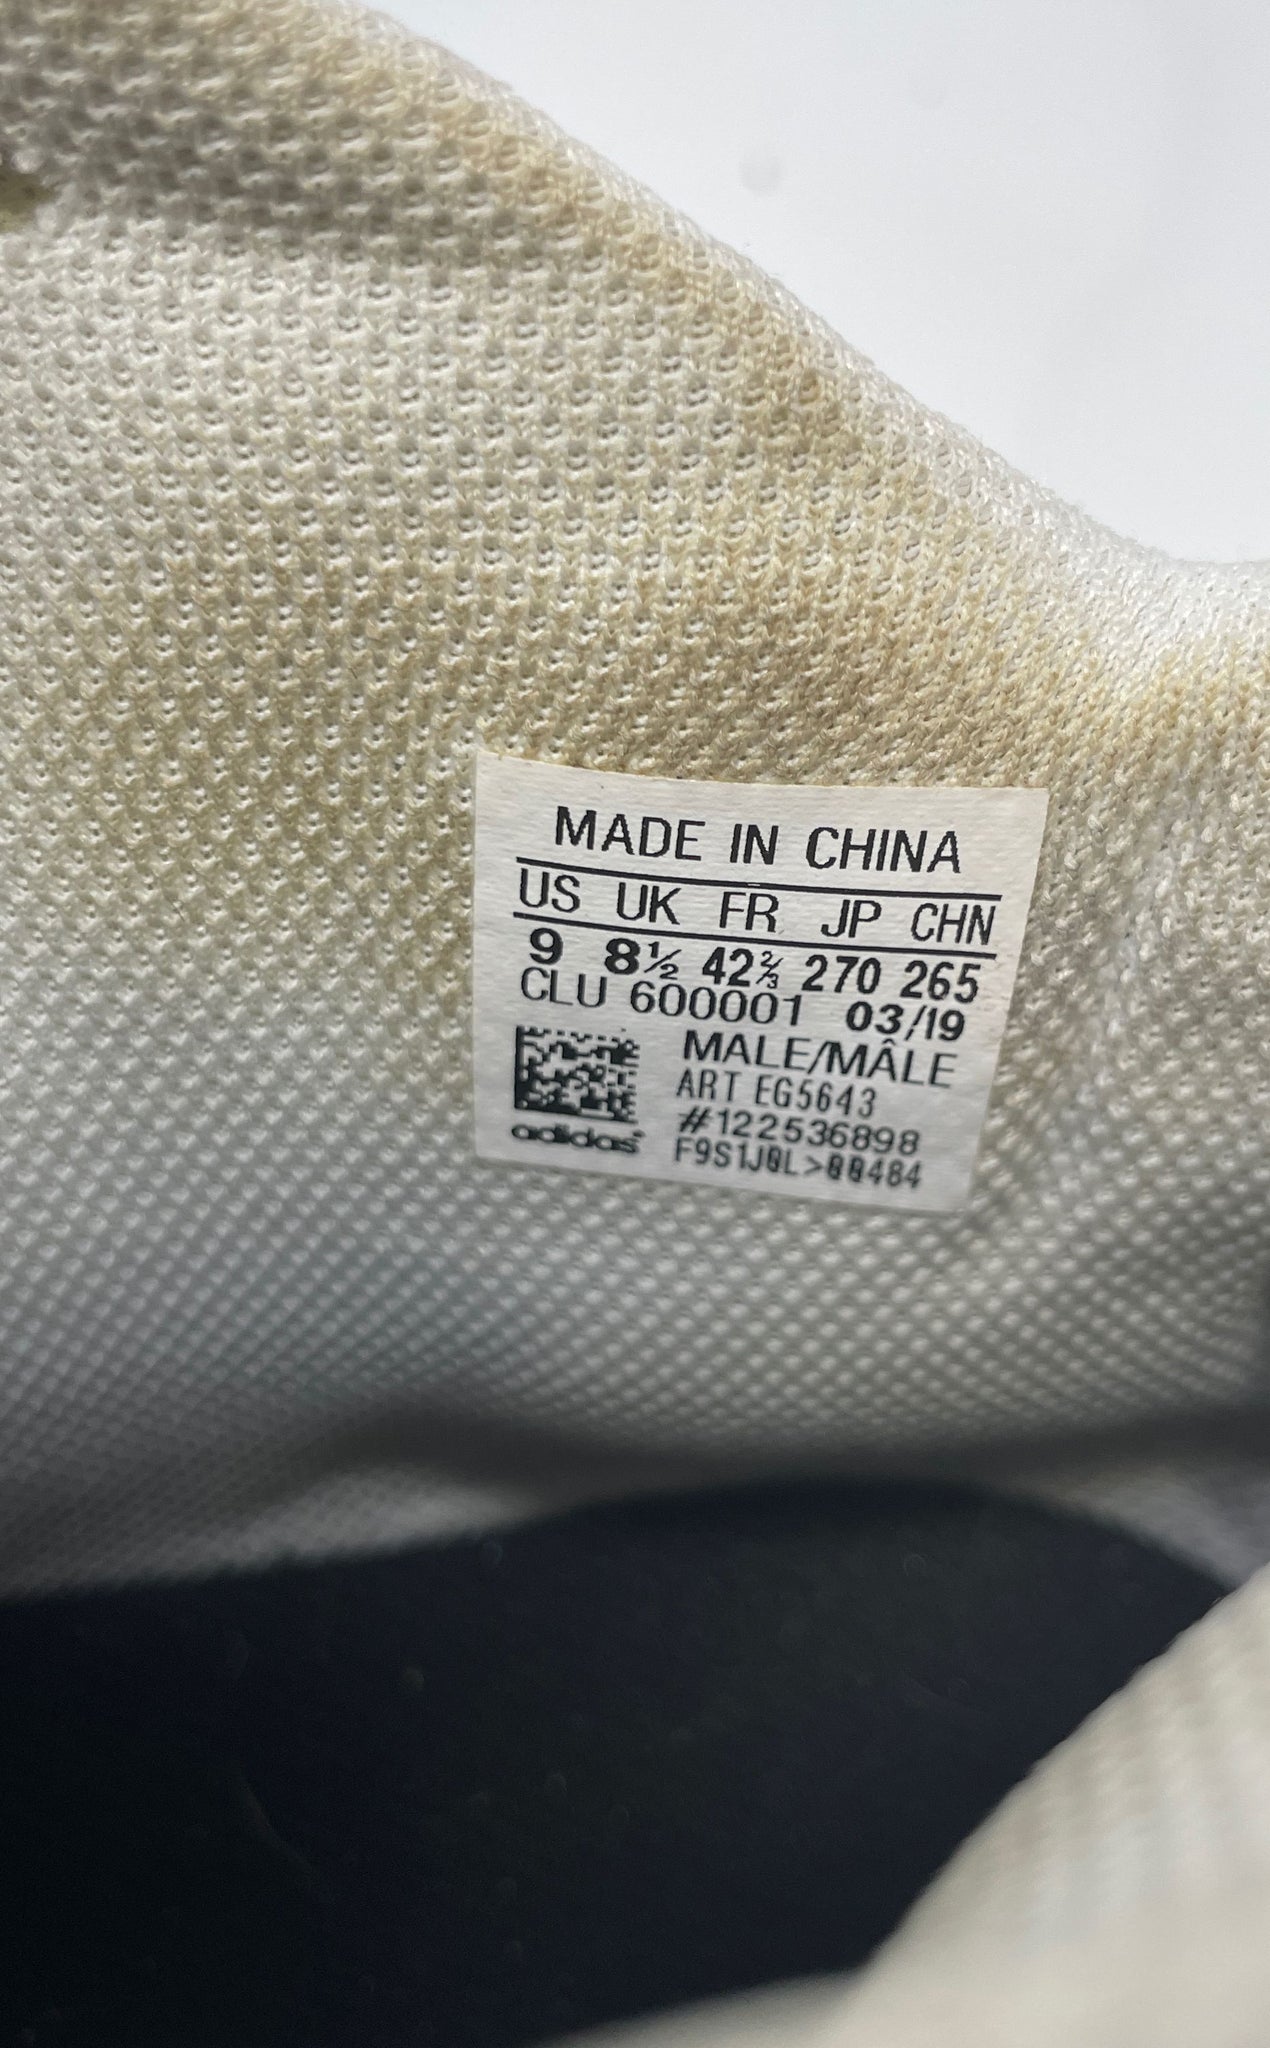 MADE IN CHINA
US UK FR JP CHN
9 8½ 42⅔ 270 265
CLU 600001 03/19
MALE/MÂLE
ART EG5643
#122536898
F9S1J0L>00484
adidas